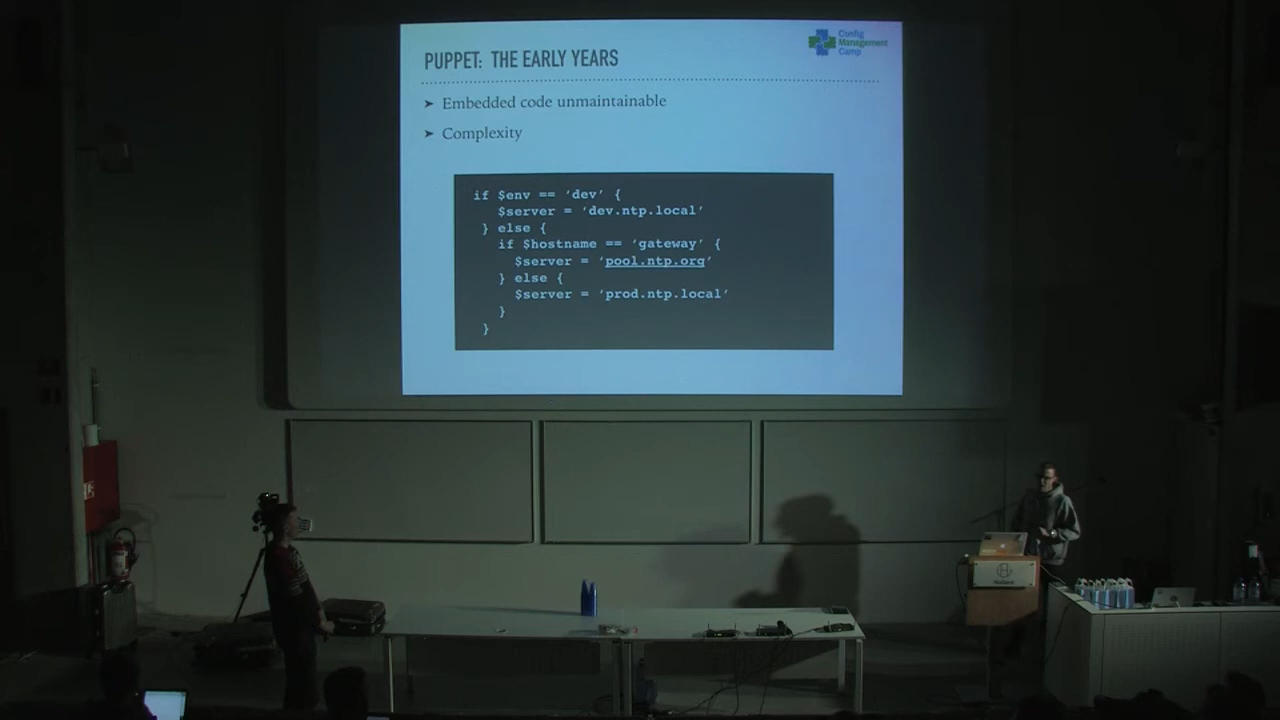 PUPPET: THE EARLY YEARS
Config
Management
Camp
➤ Embedded code unmaintainable
➤ Complexity
if $env == ‘dev’ {
$server = ‘dev.ntp.local’
} else {
if $hostname == ‘gateway’ {
$server = ‘pool.ntp.org’
} else {
$server = ‘prod.ntp.local’
}
}